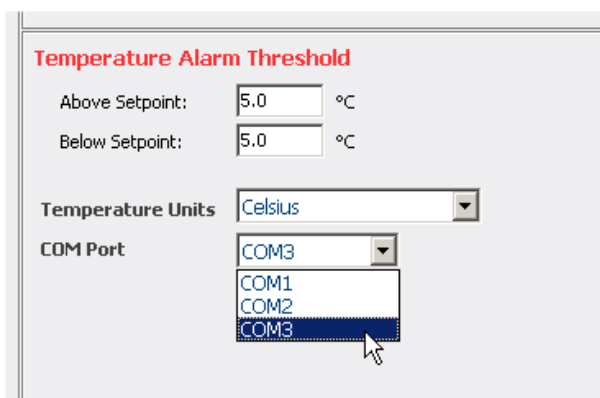 Temperature Alarm Threshold
Above Setpoint: 5.0 °C
Below Setpoint: 5.0 °C
Temperature Units Celsius
COM Port COM3
COM1
COM2
COM3